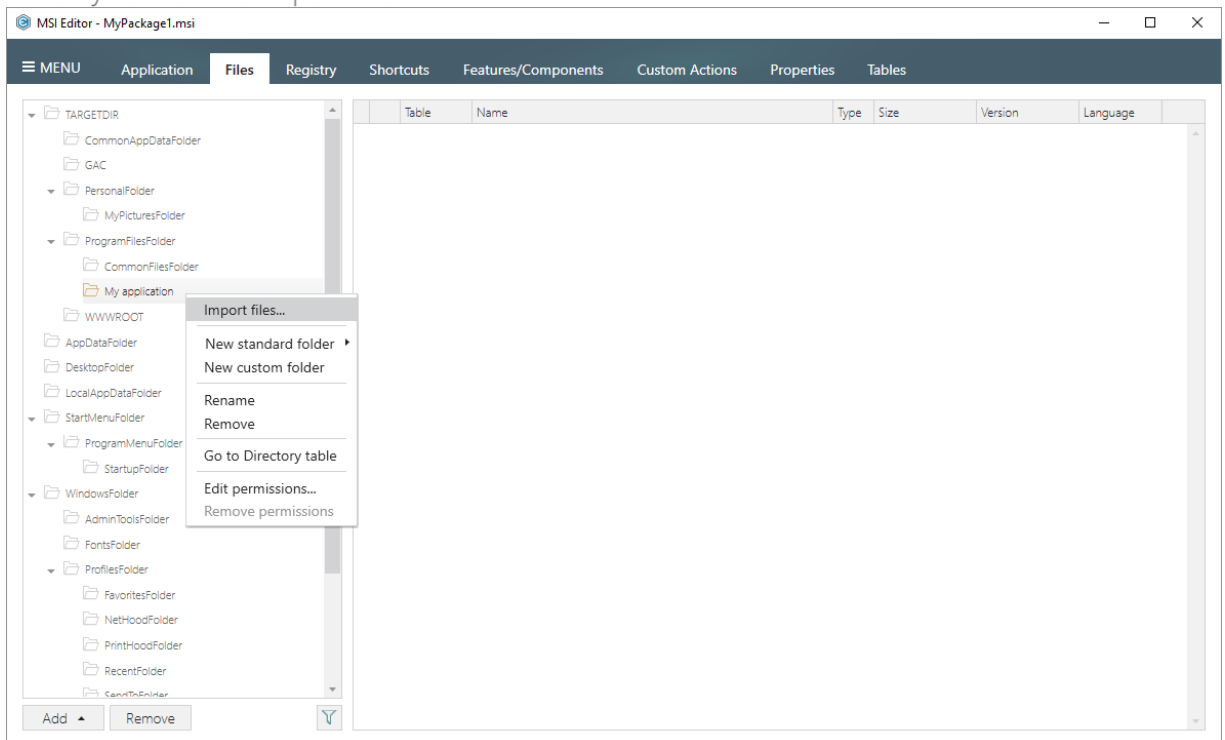 MSI Editor - MyPackage1.msi
MENU Application Files Registry Shortcuts Features/Components Custom Actions Properties Tables
Table Name Type Size Version Language
TARGETDIR
CommonAppDataFolder
GAC
PersonalFolder
MyPicturesFolder
ProgramFilesFolder
CommonFilesFolder
My application
WWWROOT
AppDataFolder
DesktopFolder
LocalAppDataFolder
StartMenuFolder
ProgramMenuFolder
StartupFolder
WindowsFolder
AdminToolsFolder
FontsFolder
ProfilesFolder
FavoritesFolder
NetHoodFolder
PrintHoodFolder
RecentFolder
SendToFolder
Import files...
New standard folder
New custom folder
Rename
Remove
Go to Directory table
Edit permissions...
Remove permissions
Add Remove